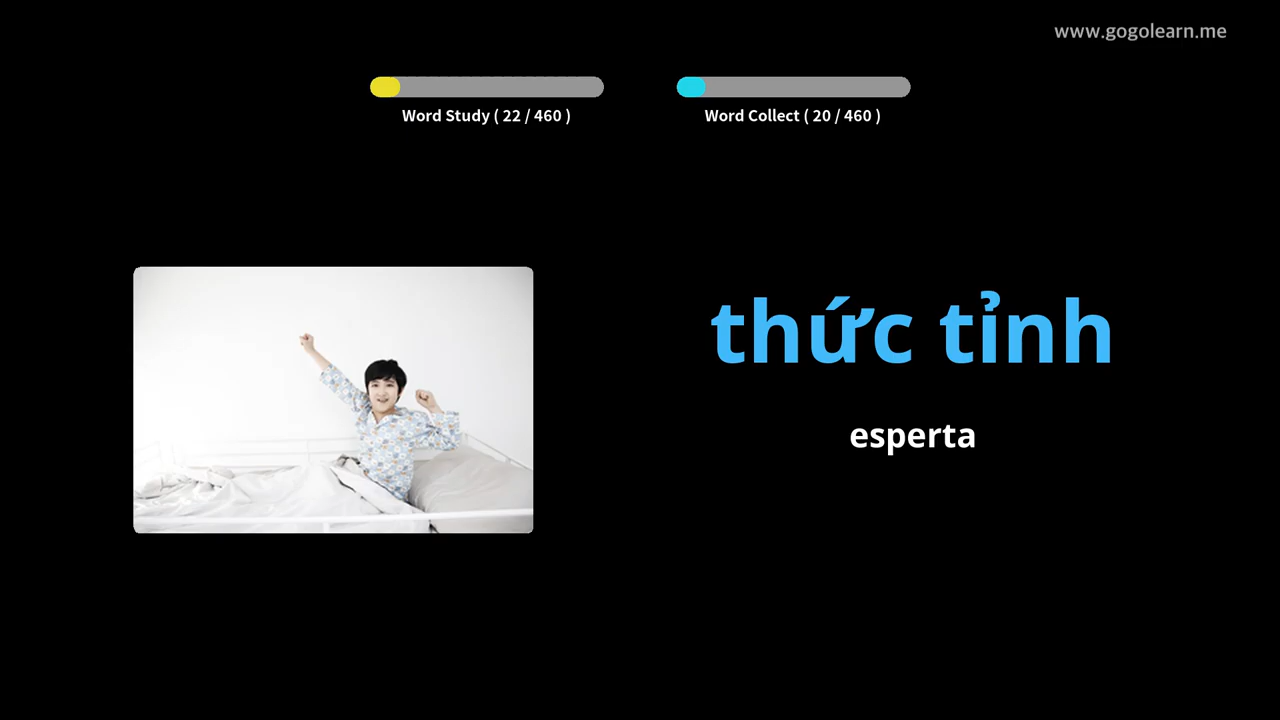 www.gogolearn.me
Word Study ( 22 / 460 )
Word Collect ( 20 / 460 )
thức tỉnh
esperta